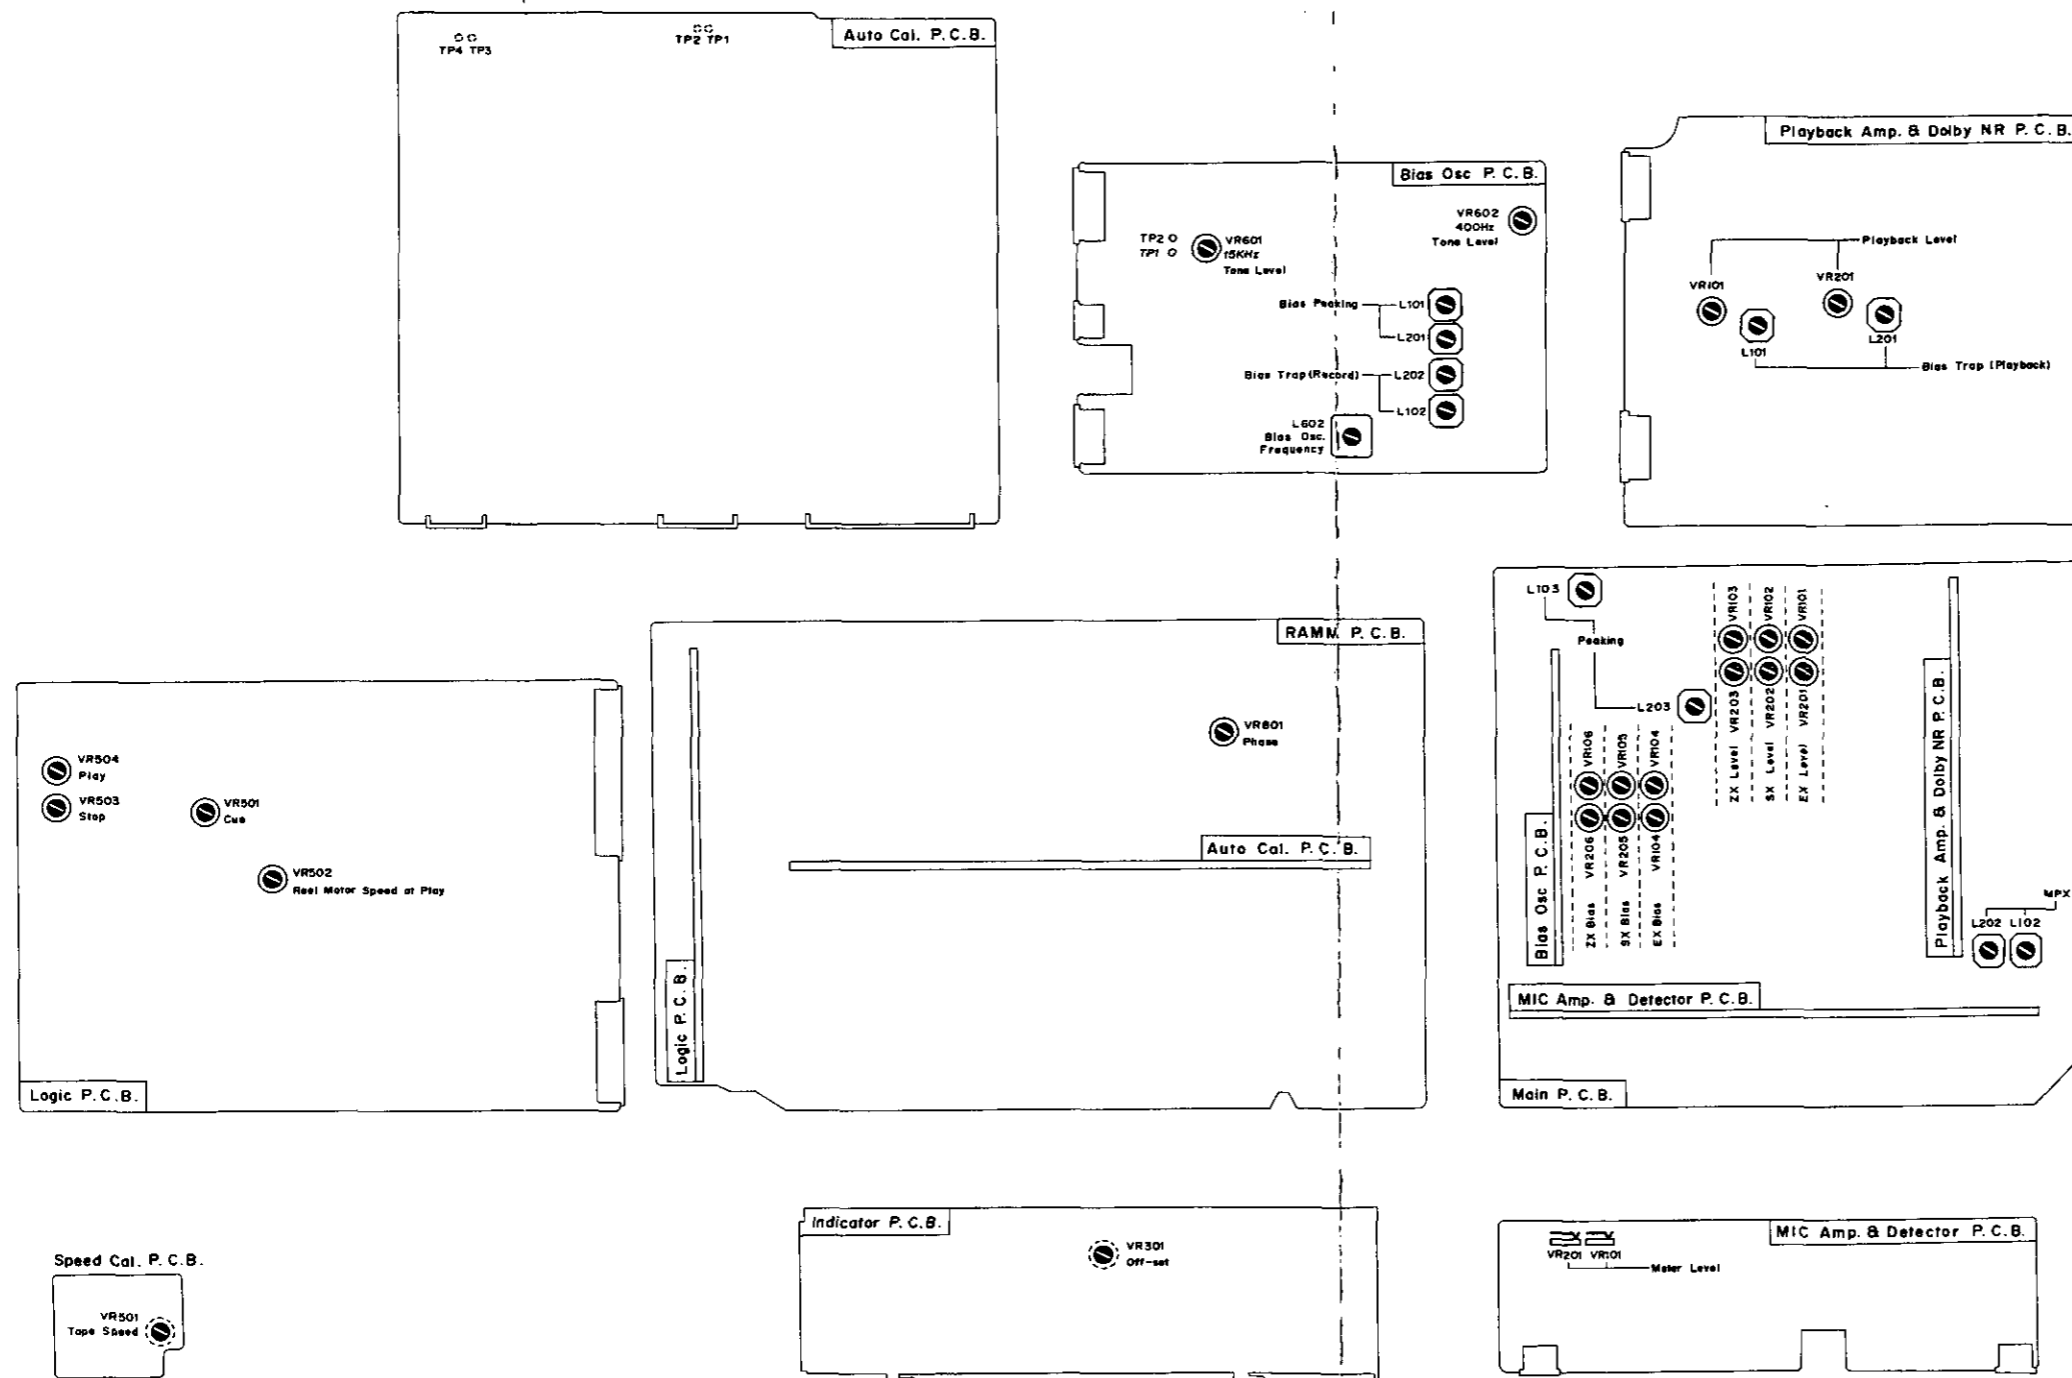 Auto Cal. P.C.B.
TP4 TP3
TP2 TP1
Bias Osc P.C.B.
VR602
400Hz
Tone Level
TP2
TP1
VR601
15KHz
Tone Level
Bias Peaking
L101
L201
Bias Trap (Record)
L202
L102
L602
Bias Osc.
Frequency
Playback Amp. & Dolby NR P.C.B.
Playback Level
VR101
VR201
L101
L201
Bias Trap (Playback)
Logic P.C.B.
VR504
Play
VR503
Stop
VR501
Cue
VR502
Reel Motor Speed at Play
RAMM P.C.B.
VR801
Phase
Auto Cal. P.C.B.
Logic P.C.B.
L103
Peaking
L203
ZX Level VR203 VR103
SX Level VR202 VR102
EX Level VR201 VR101
ZX Bias VR206 VR106
SX Bias VR205 VR105
EX Bias VR104 VR104
Bias Osc P.C.B.
Playback Amp. & Dolby NR P.C.B.
MPX
L202 L102
MIC Amp. & Detector P.C.B.
Main P.C.B.
Speed Cal. P.C.B.
VR501
Tape Speed
Indicator P.C.B.
VR301
Off-set
MIC Amp. & Detector P.C.B.
VR201 VR101
Meter Level